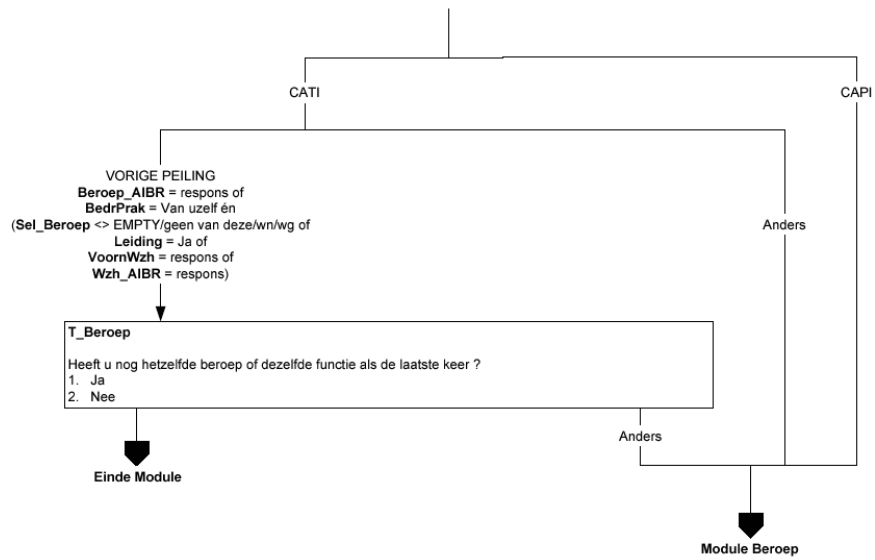 CATI
CAPI
VORIGE PEILING
Beroep_AIBR = respons of
BedrPrak = Van uzelf én
(Sel_Beroep <> EMPTY/geen van deze/wn/wg of
Leiding = Ja of
VoornWzh = respons of
Wzh_AIBR = respons)
Anders
T_Beroep
Heeft u nog hetzelfde beroep of dezelfde functie als de laatste keer ?
1. Ja
2. Nee
Anders
Einde Module
Module Beroep